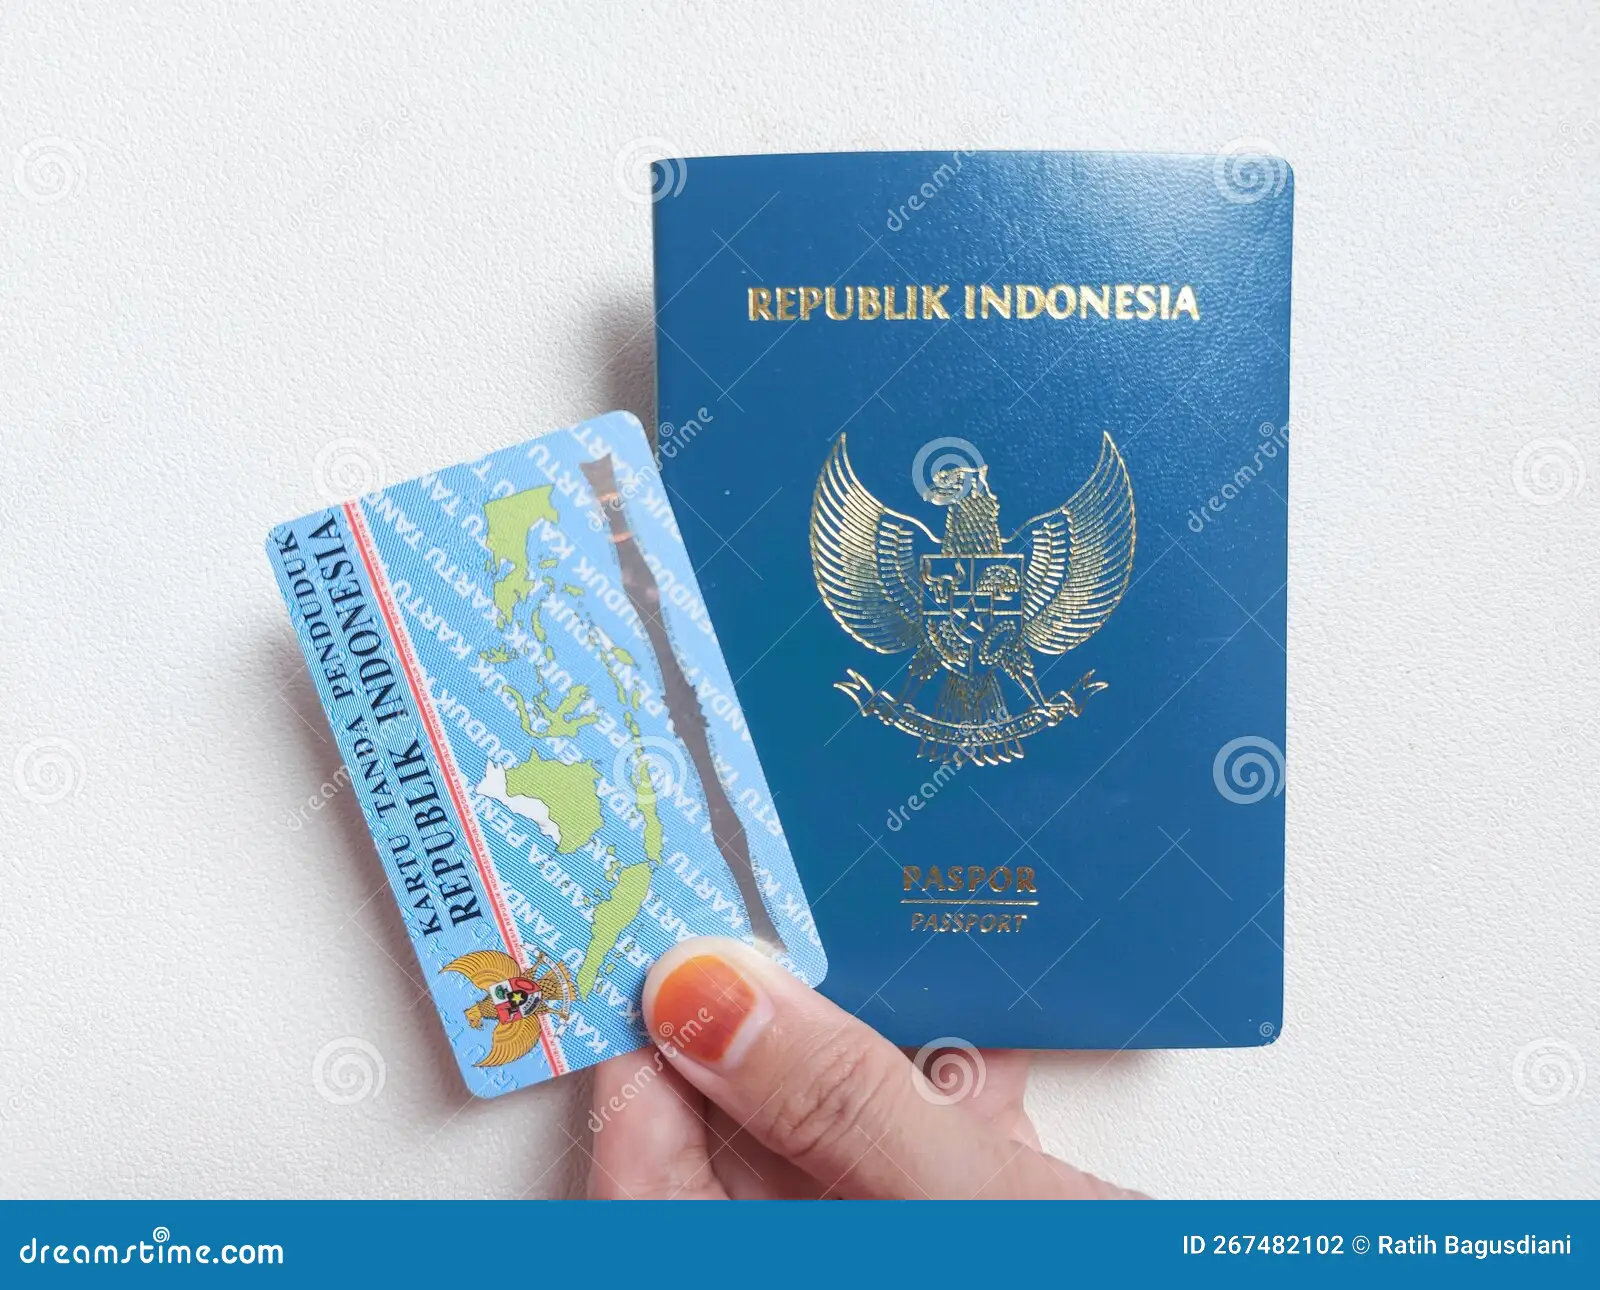 REPUBLIK INDONESIA
PASPOR
PASSPORT
KARTU TANDA PENDUDUK
REPUBLIK INDONESIA
dreamstime.com
ID 267482102 © Ratih Bagusdiani